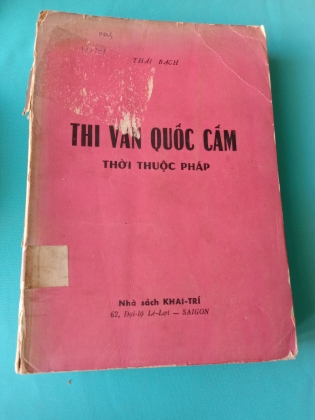 THÁI BẠCH
THI VĂN QUỐC CẤM
THỜI THUỘC PHÁP
Nhà sách KHAI-TRÍ
62, Đại-lộ Lê-Lợi — SAIGON